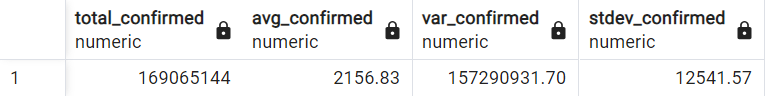 total_confirmed avg_confirmed var_confirmed stdev_confirmed
numeric numeric numeric numeric
1 169065144 2156.83 157290931.70 12541.57